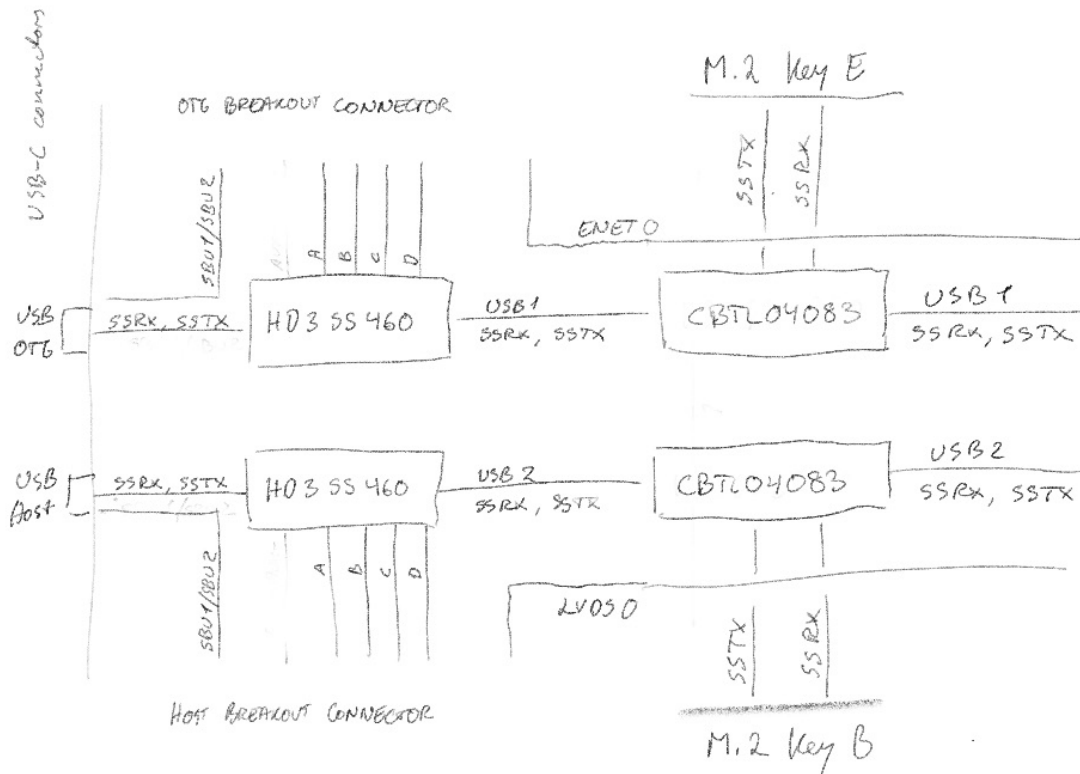 USB-C connectors
OTG BREAKOUT CONNECTOR
M.2 Key E
SBU1/SBU2
A
B
C
D
SSTX
SSRX
ENET0
USB
OTG
SSRX, SSTX
HD3SS460
USB1
SSRX, SSTX
CBTL04083
USB1
SSRX, SSTX
USB
Host
SSRX, SSTX
HD3SS460
USB2
SSRX, SSTX
CBTL04083
USB2
SSRX, SSTX
SBU1/SBU2
A
B
C
D
LVDS0
SSTX
SSRX
HOST BREAKOUT CONNECTOR
M.2 Key B